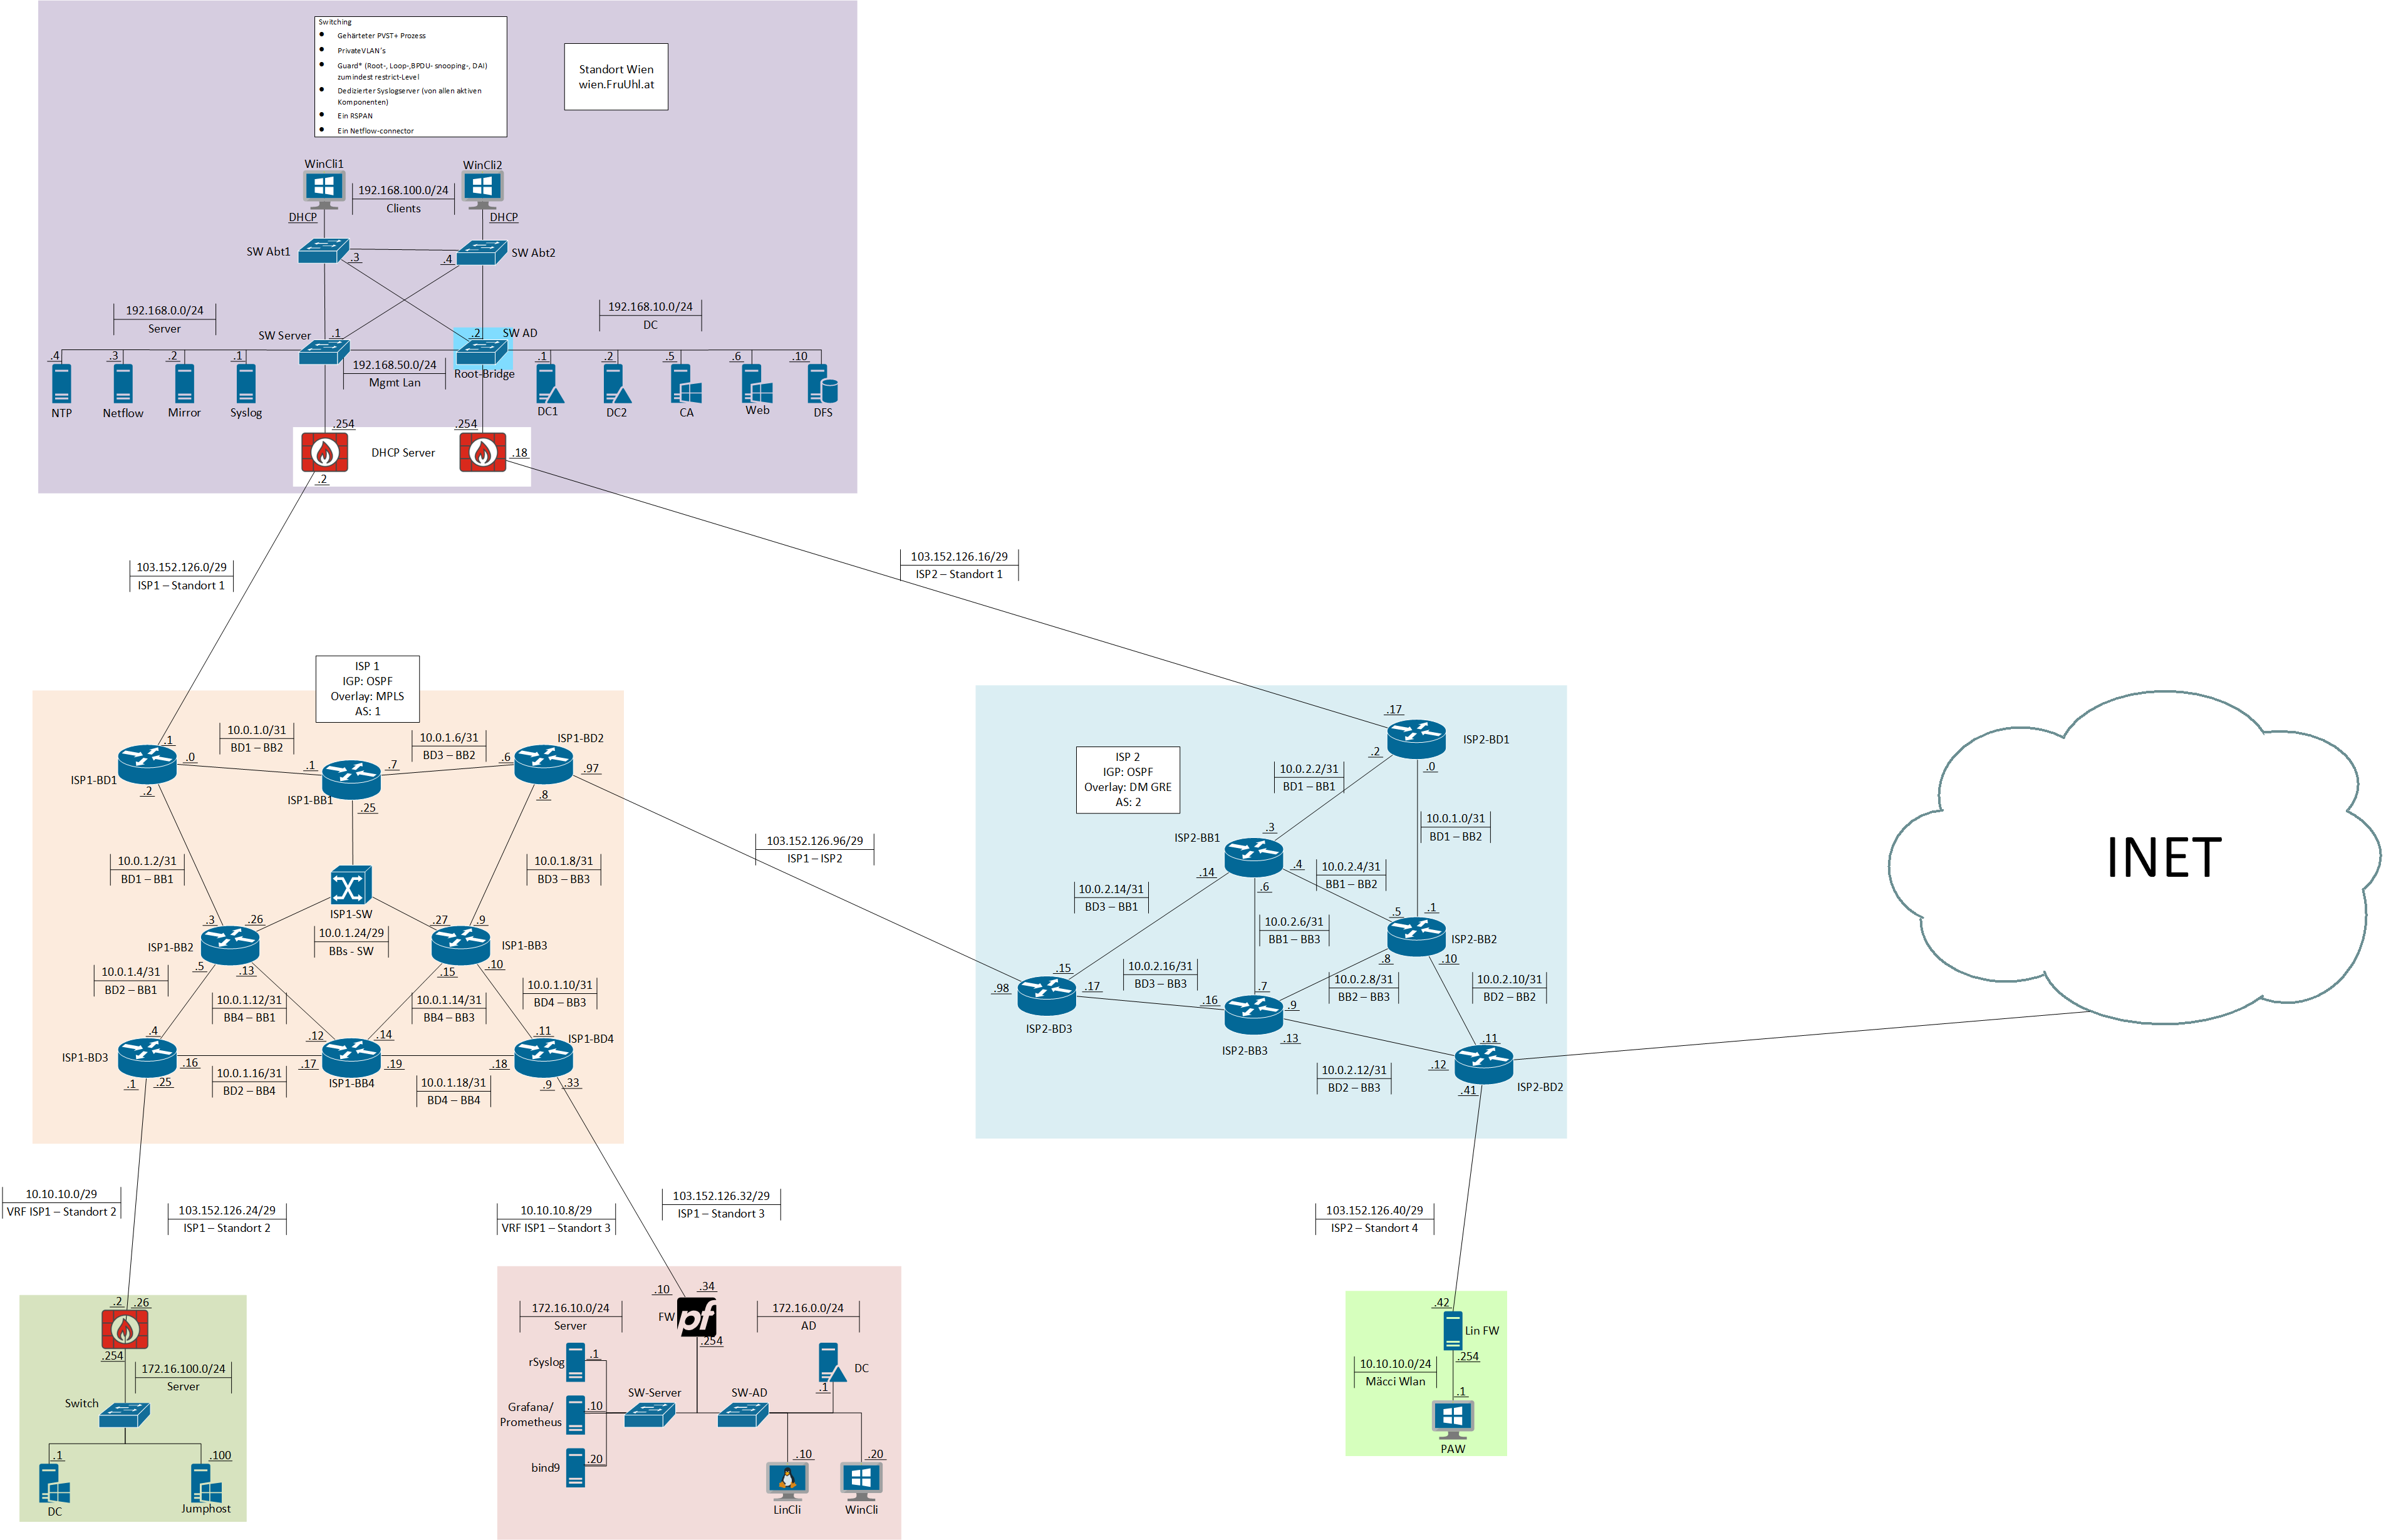 Switching
● Gehärteter PVST+ Prozess
● PrivateVLAN´s
● Guard* (Root-, Loop-,BPDU- snooping-, DAI)
zumindest restrict-Level
● Dedizierter Syslogserver (von allen aktiven
Komponenten)
● Ein RSPAN
● Ein Netflow-connector
Standort Wien
wien.FruUhl.at
WinCli1
WinCli2
192.168.100.0/24
Clients
DHCP
DHCP
SW Abt1
.3
.4
SW Abt2
192.168.0.0/24
Server
192.168.10.0/24
DC
SW Server
.1
.2
SW AD
.4
.3
.2
.1
192.168.50.0/24
Mgmt Lan
Root-Bridge
.1
.2
.5
.6
.10
NTP
Netflow
Mirror
Syslog
DC1
DC2
CA
Web
DFS
.254
.254
DHCP Server
.18
.2
103.152.126.0/29
ISP1 – Standort 1
103.152.126.16/29
ISP2 – Standort 1
ISP 1
IGP: OSPF
Overlay: MPLS
AS: 1
10.0.1.0/31
BD1 – BB2
10.0.1.6/31
BD3 – BB2
ISP1-BD2
.1
.0
.1
.7
.6
.97
ISP1-BD1
.2
ISP1-BB1
.25
.8
10.0.1.2/31
BD1 – BB1
10.0.1.8/31
BD3 – BB3
ISP1-SW
.3
.26
.27
.9
10.0.1.24/29
BBs - SW
ISP1-BB2
ISP1-BB3
.5
.13
.15
.10
10.0.1.4/31
BD2 – BB1
10.0.1.12/31
BB4 – BB1
10.0.1.14/31
BB4 – BB3
10.0.1.10/31
BD4 – BB3
.4
.12
.14
.11
ISP1-BD3
ISP1-BD4
.16
.17
.19
.18
.1
.25
10.0.1.16/31
BD2 – BB4
ISP1-BB4
10.0.1.18/31
BD4 – BB4
.9
.33
103.152.126.96/29
ISP1 – ISP2
ISP 2
IGP: OSPF
Overlay: DM GRE
AS: 2
.17
ISP2-BD1
.2
.0
10.0.2.2/31
BD1 – BB1
10.0.1.0/31
BD1 – BB2
ISP2-BB1
.3
.14
.4
.6
10.0.2.4/31
BB1 – BB2
10.0.2.14/31
BD3 – BB1
.5
.1
10.0.2.6/31
BB1 – BB3
ISP2-BB2
.8
.10
.15
10.0.2.16/31
BD3 – BB3
10.0.2.8/31
BB2 – BB3
10.0.2.10/31
BD2 – BB2
.98
.17
.16
.7
.9
ISP2-BD3
ISP2-BB3
.13
.11
.12
10.0.2.12/31
BD2 – BB3
.41
ISP2-BD2
INET
10.10.10.0/29
VRF ISP1 – Standort 2
103.152.126.24/29
ISP1 – Standort 2
10.10.10.8/29
VRF ISP1 – Standort 3
103.152.126.32/29
ISP1 – Standort 3
103.152.126.40/29
ISP2 – Standort 4
.2
.26
.254
172.16.100.0/24
Server
Switch
.1
.100
DC
Jumphost
.10
.34
172.16.10.0/24
Server
FW
pf
172.16.0.0/24
AD
.254
rSyslog
.1
DC
.1
SW-Server
SW-AD
Grafana/
Prometheus
.10
bind9
.20
.10
.20
LinCli
WinCli
.42
Lin FW
.254
10.10.10.0/24
Mäcci Wlan
.1
PAW